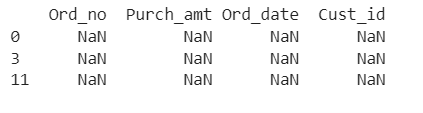 Ord_no Purch_amt Ord_date Cust_id
0 NaN NaN NaN NaN
3 NaN NaN NaN NaN
11 NaN NaN NaN NaN